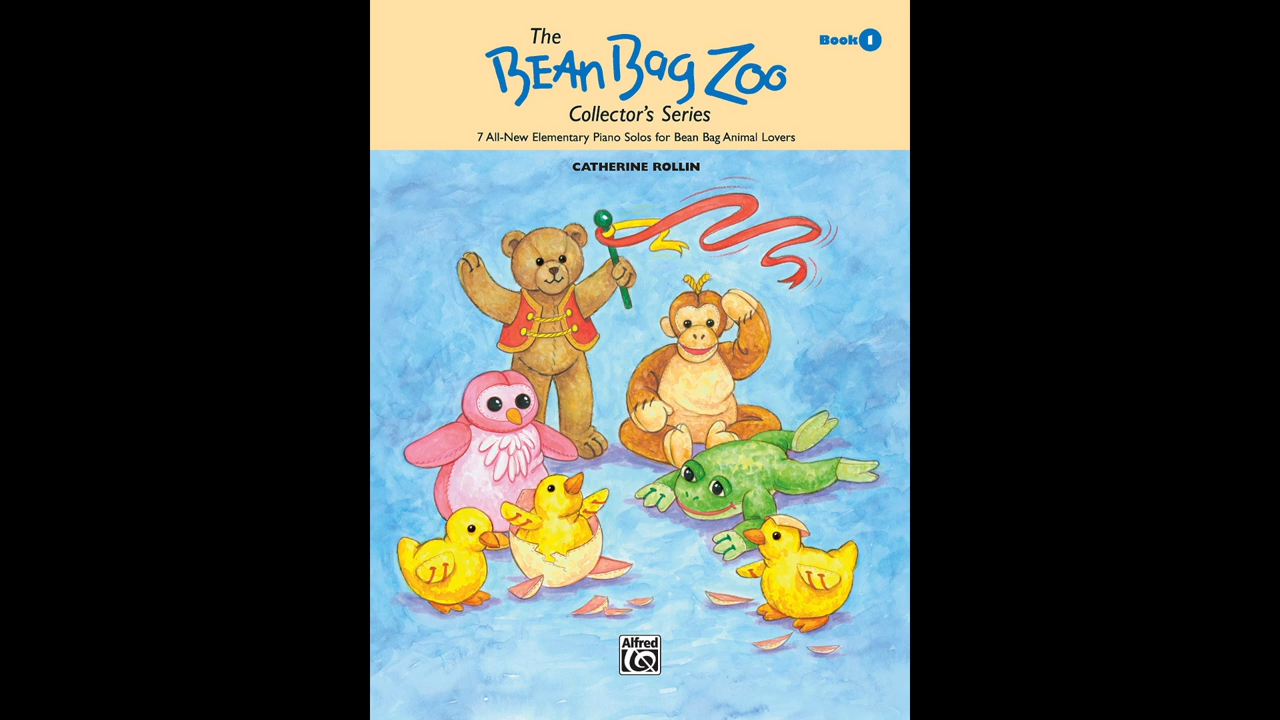 The
Book 1
BEAn BAg Zoo
Collector's Series
7 All-New Elementary Piano Solos for Bean Bag Animal Lovers
CATHERINE ROLLIN
Alfred